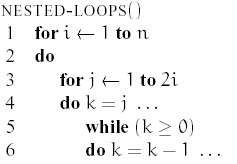 NESTED-LOOPS()
1 for i ← 1 to n
2 do
3 for j ← 1 to 2i
4 do k = j ...
5 while (k ≥ 0)
6 do k = k − 1 ...